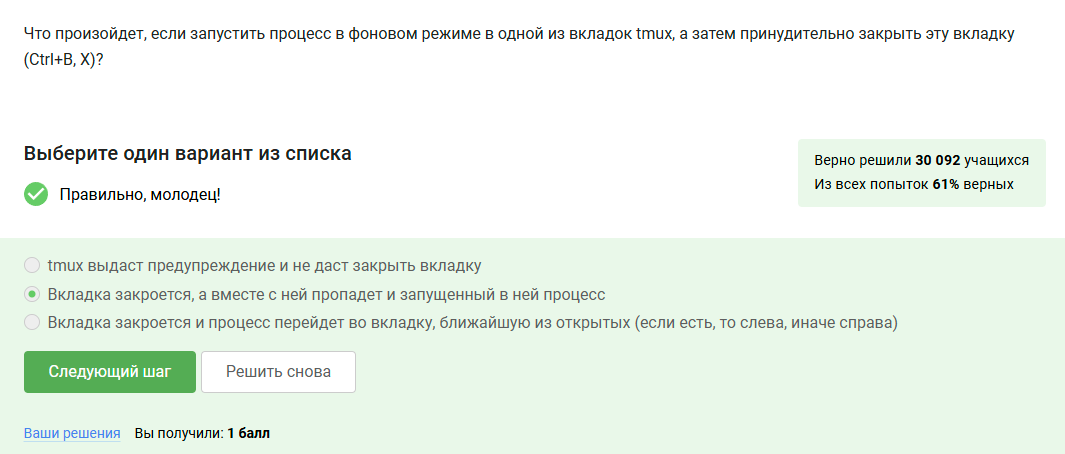 Что произойдет, если запустить процесс в фоновом режиме в одной из вкладок tmux, а затем принудительно закрыть эту вкладку
(Ctrl+B, X)?
Выберите один вариант из списка
Правильно, молодец!
Верно решили 30 092 учащихся
Из всех попыток 61% верных
tmux выдаст предупреждение и не даст закрыть вкладку
Вкладка закроется, а вместе с ней пропадет и запущенный в ней процесс
Вкладка закроется и процесс перейдет во вкладку, ближайшую из открытых (если есть, то слева, иначе справа)
Следующий шаг
Решить снова
Ваши решения
Вы получили: 1 балл